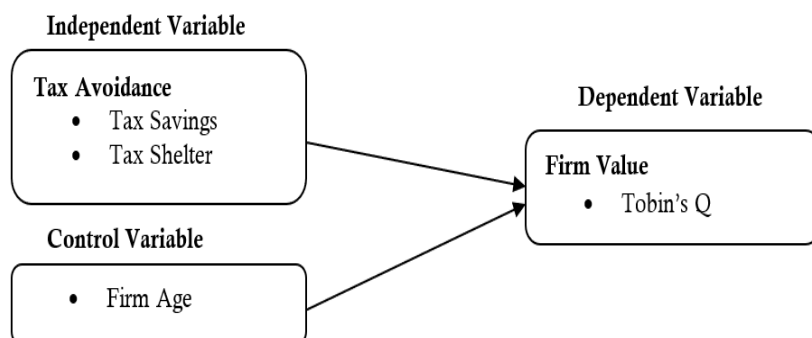 Independent Variable
Tax Avoidance
• Tax Savings
• Tax Shelter
Dependent Variable
Firm Value
• Tobin’s Q
Control Variable
• Firm Age